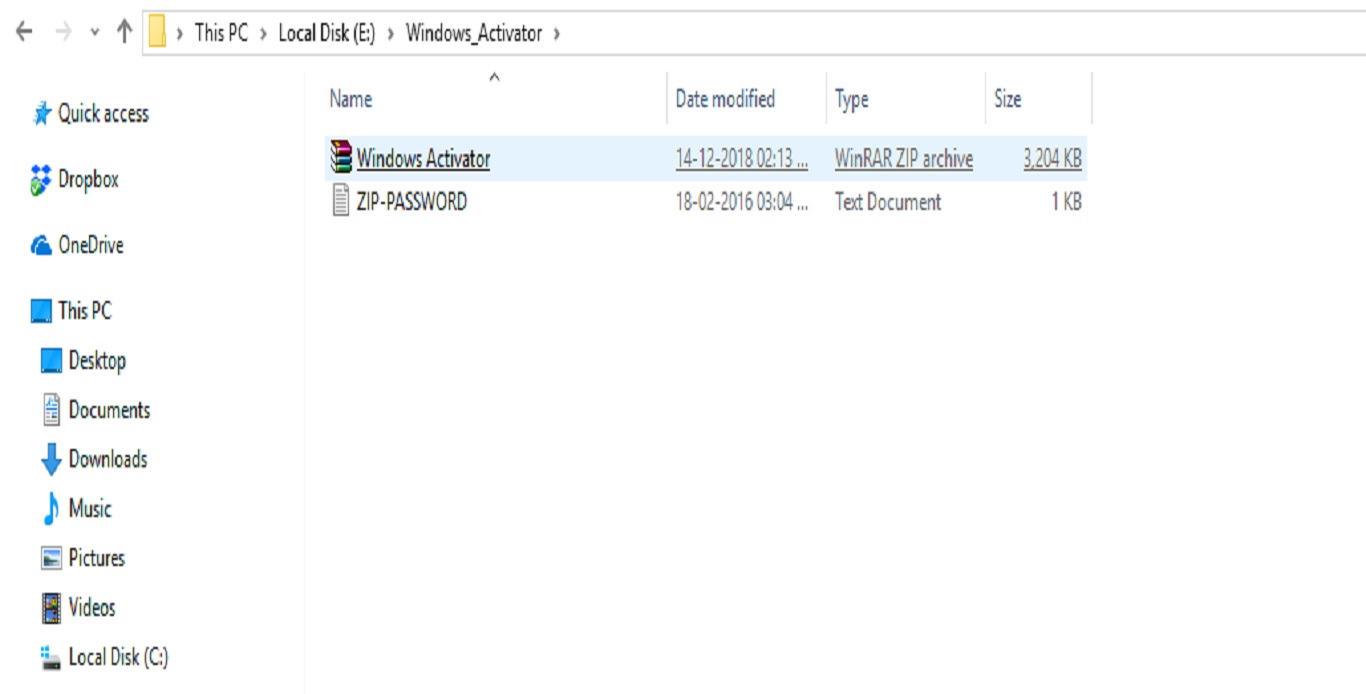 This PC > Local Disk (E:) > Windows_Activator >
Quick access
Dropbox
OneDrive
This PC
Desktop
Documents
Downloads
Music
Pictures
Videos
Local Disk (C:)
Name Date modified Type Size
Windows Activator 14-12-2018 02:13 ... WinRAR ZIP archive 3,204 KB
ZIP-PASSWORD 18-02-2016 03:04 ... Text Document 1 KB